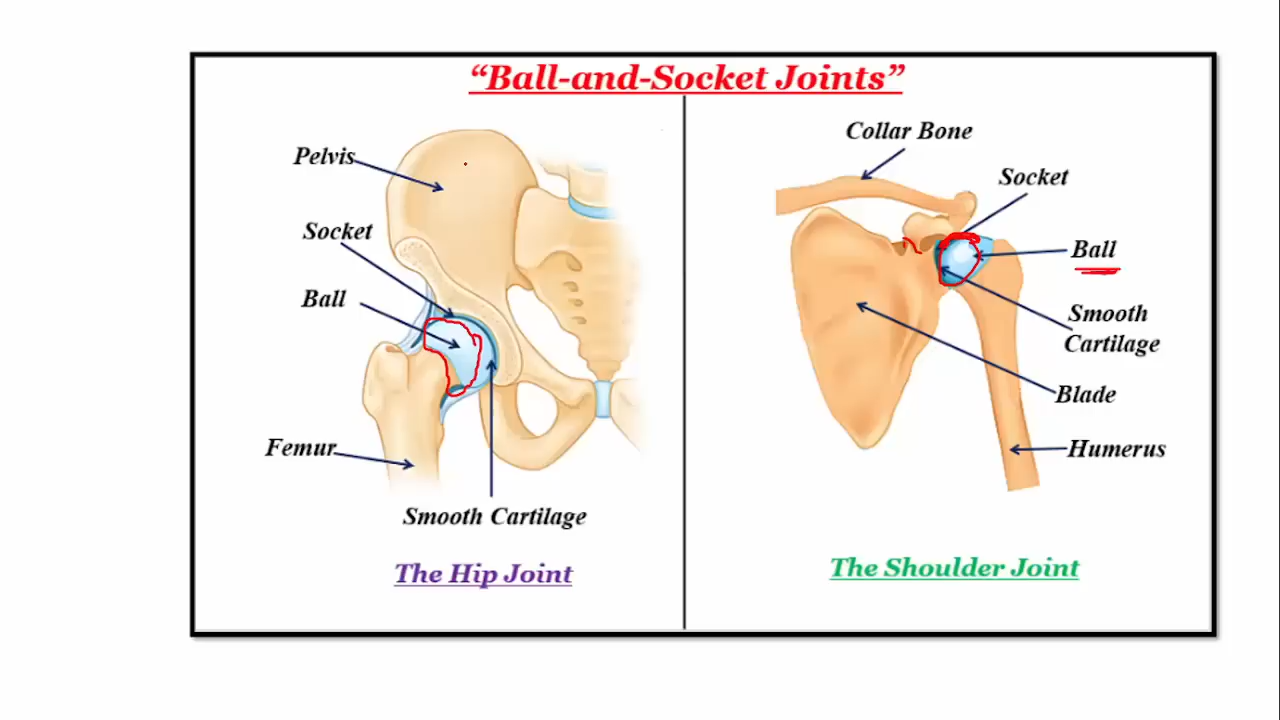 “Ball-and-Socket Joints”
Pelvis
Socket
Ball
Femur
Smooth Cartilage
The Hip Joint
Collar Bone
Socket
Ball
Smooth
Cartilage
Blade
Humerus
The Shoulder Joint